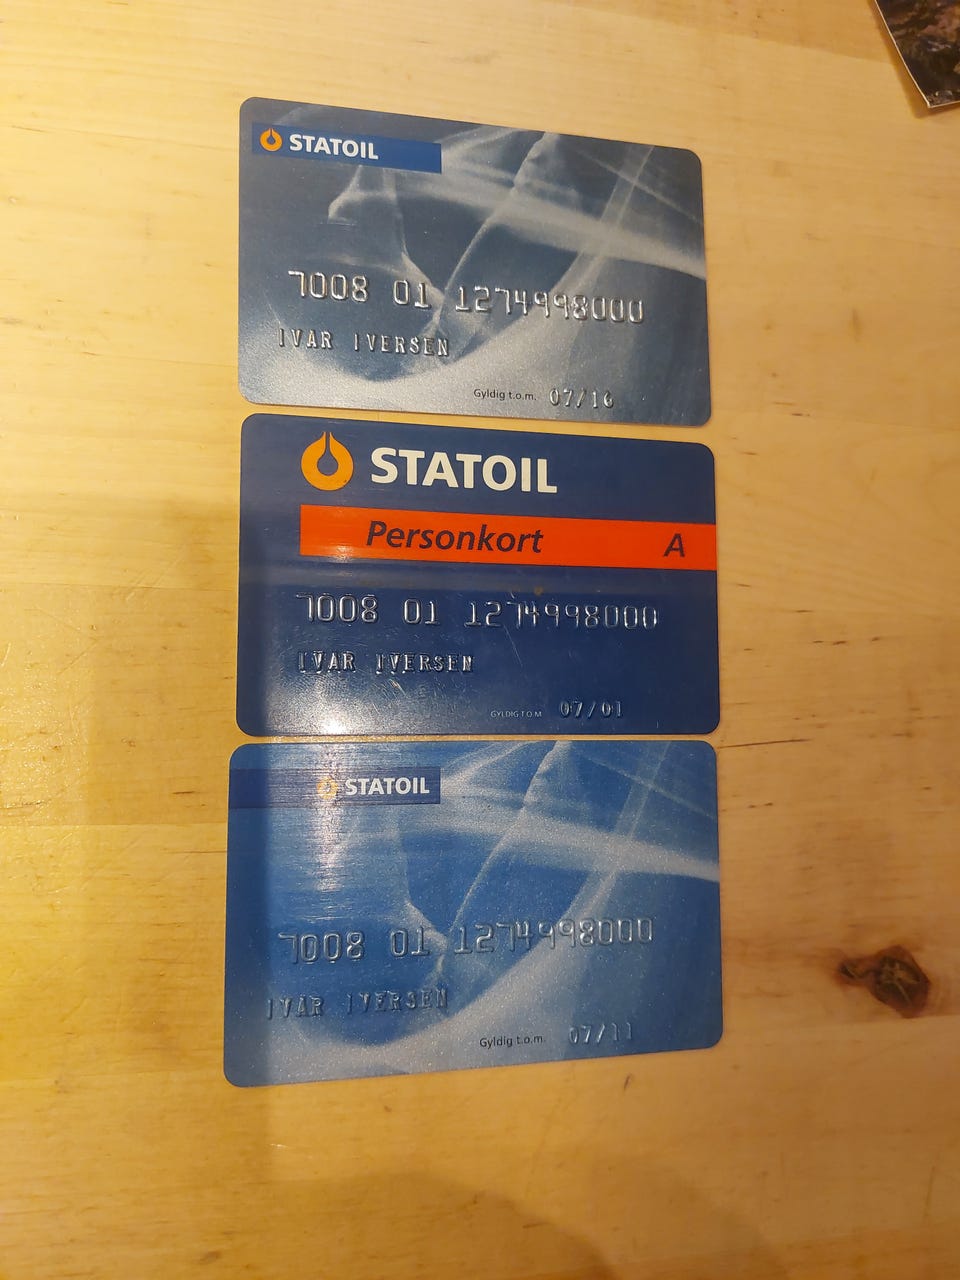 STATOIL
7008 01 1274998000
IVAR IVERSEN
Gyldig t.o.m. 07/16
STATOIL
Personkort A
7008 01 1274998000
IVAR IVERSEN
GYLDIG T.O.M 07/01
STATOIL
7008 01 1274998000
IVAR IVERSEN
Gyldig t.o.m. 07/11